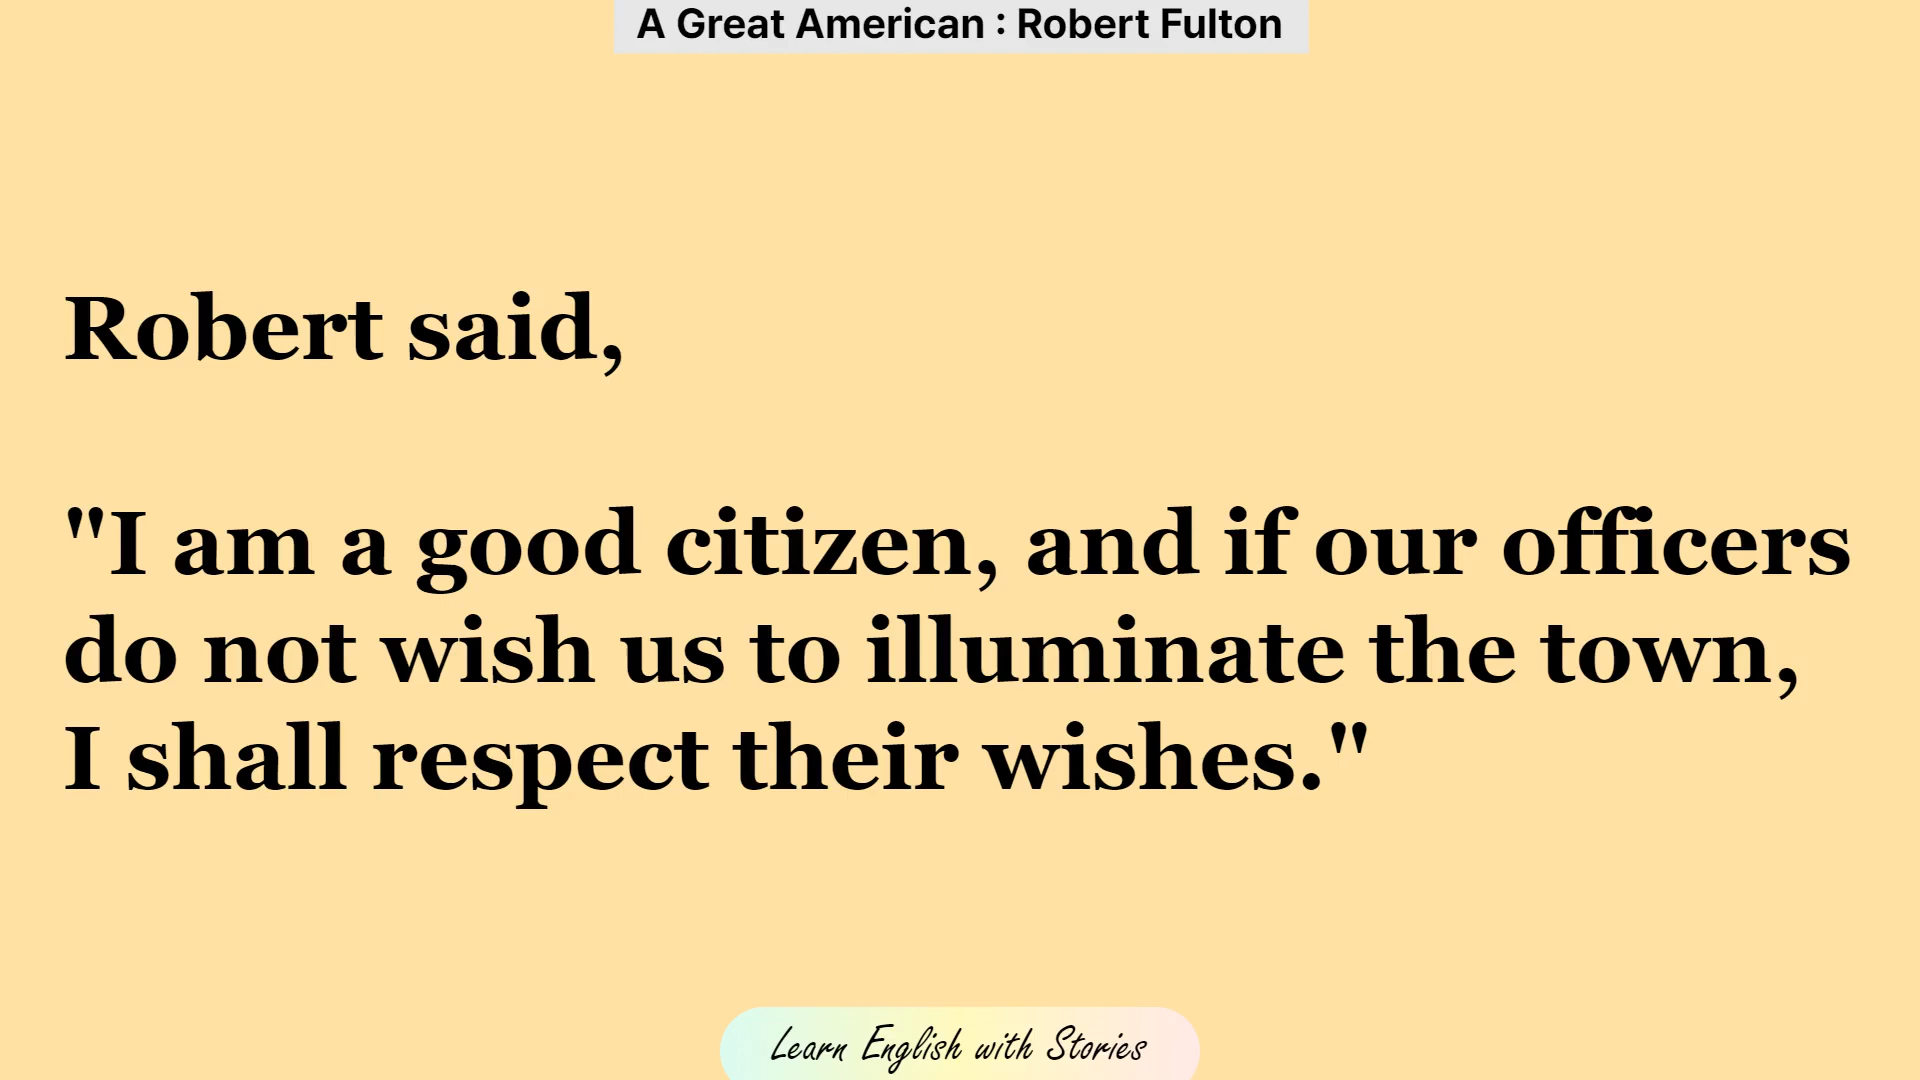 A Great American : Robert Fulton
Robert said,
"I am a good citizen, and if our officers
do not wish us to illuminate the town,
I shall respect their wishes."
Learn English with Stories